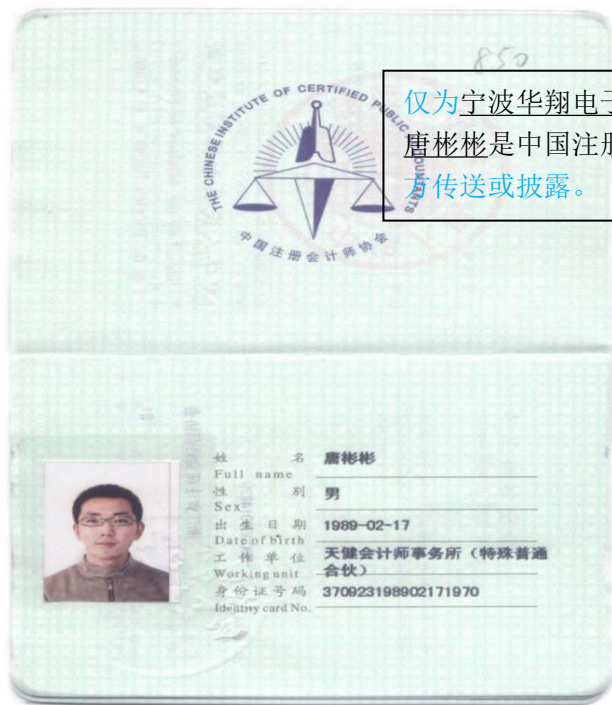 850
THE CHINESE INSTITUTE OF CERTIFIED PUBLIC ACCOUNTANTS
中国注册会计师协会
仅为宁波华翔电子
唐彬彬是中国注册
方传送或披露。
姓 名 唐彬彬
Full name
性 别 男
Sex
出 生 日 期 1989-02-17
Date of birth
工 作 单 位 天健会计师事务所（特殊普通
Working unit 合伙）
身 份 证 号 码 370923198902171970
Identity card No.